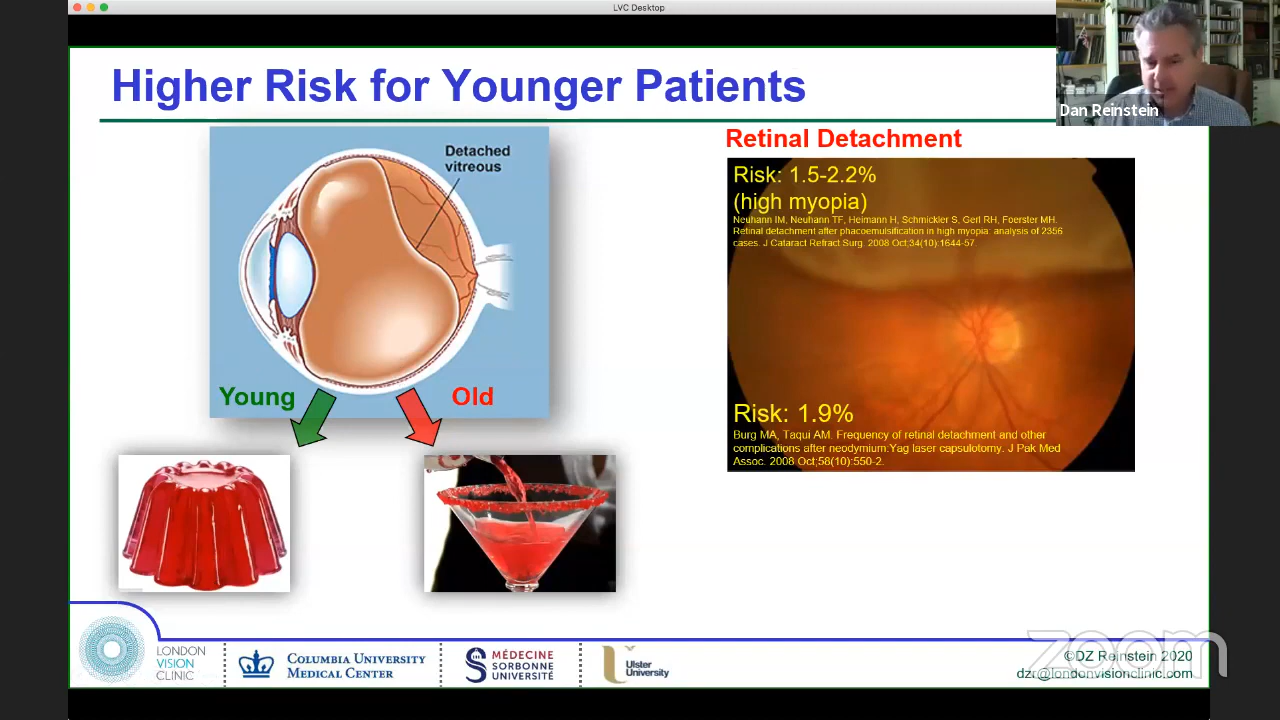 LVC Desktop
Higher Risk for Younger Patients
Dan Reinstein
Detached
vitreous
Young
Old
Retinal Detachment
Risk: 1.5-2.2%
(high myopia)
Neuhann IM, Neuhann TF, Heimann H, Schmickler S, Gerl RH, Foerster MH.
Retinal detachment after phacoemulsification in high myopia: analysis of 2356
cases. J Cataract Refract Surg. 2008 Oct;34(10):1644-57.
Risk: 1.9%
Burg MA, Taqui AM. Frequency of retinal detachment and other
complications after neodymium:Yag laser capsulotomy. J Pak Med
Assoc. 2008 Oct;58(10):550-2.
LONDON
VISION
CLINIC
COLUMBIA UNIVERSITY
MEDICAL CENTER
MÉDECINE
SORBONNE
UNIVERSITÉ
Ulster
University
©DZ Reinstein 2020
dzr@londonvisionclinic.com
zoom